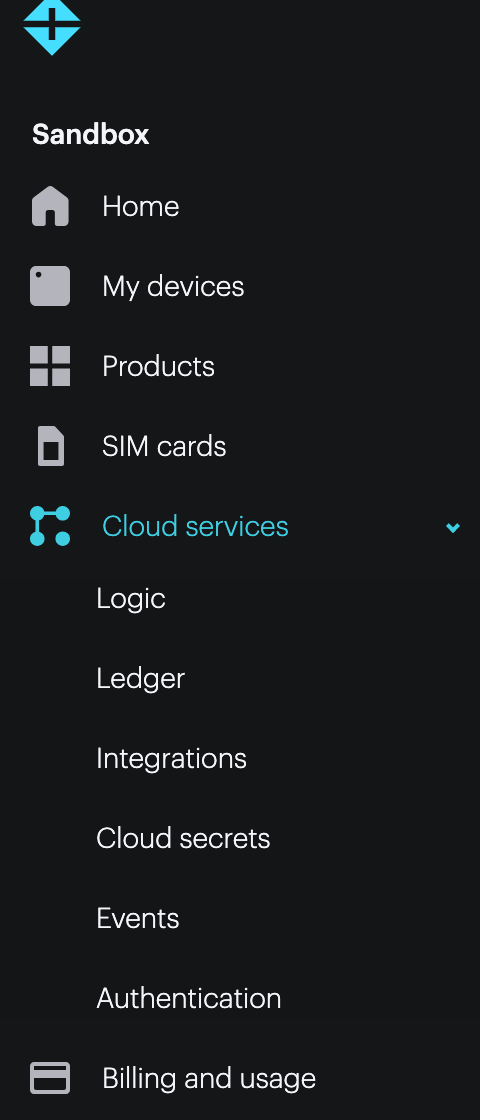 Sandbox
Home
My devices
Products
SIM cards
Cloud services
Logic
Ledger
Integrations
Cloud secrets
Events
Authentication
Billing and usage